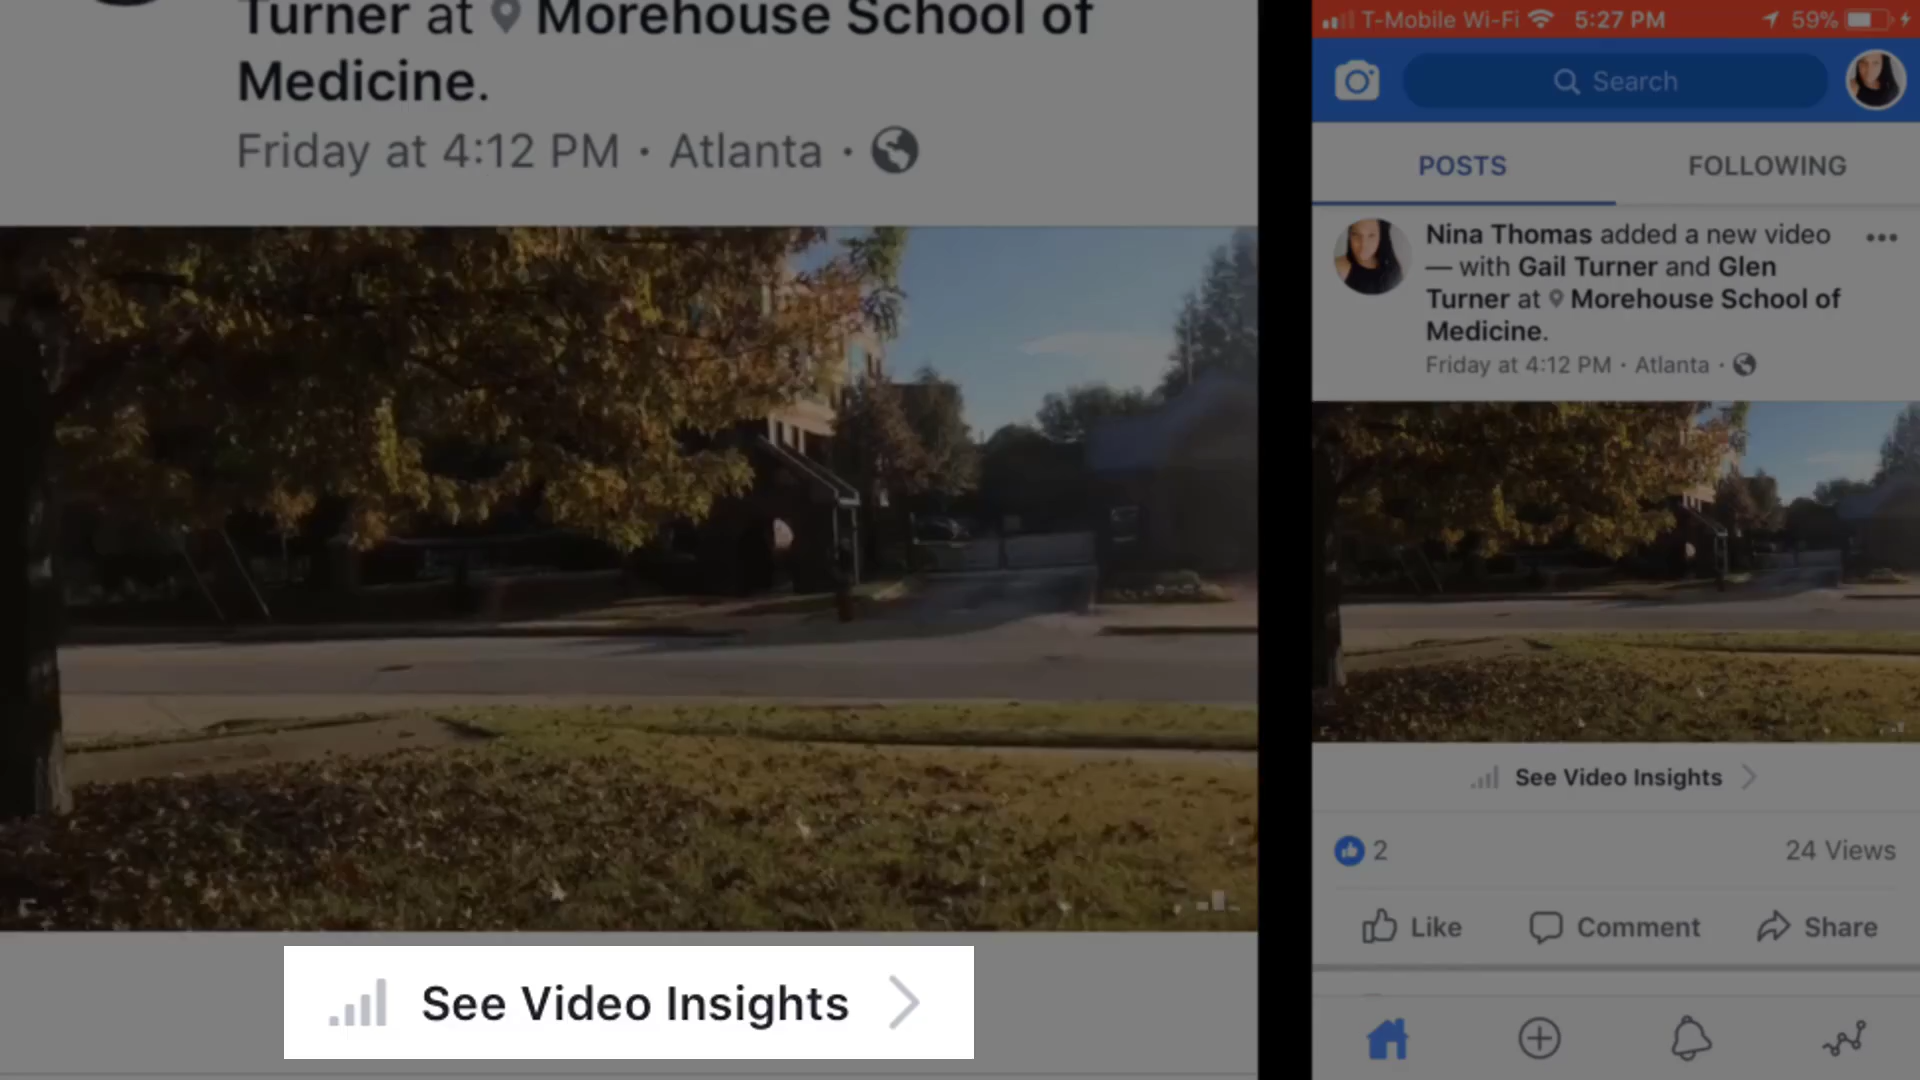 Turner at Morehouse School of
Medicine.
Friday at 4:12 PM · Atlanta ·
See Video Insights
T-Mobile Wi-Fi 5:27 PM 59%
Search
POSTS FOLLOWING
Nina Thomas added a new video
— with Gail Turner and Glen
Turner at Morehouse School of
Medicine.
Friday at 4:12 PM · Atlanta ·
See Video Insights
2 24 Views
Like Comment Share